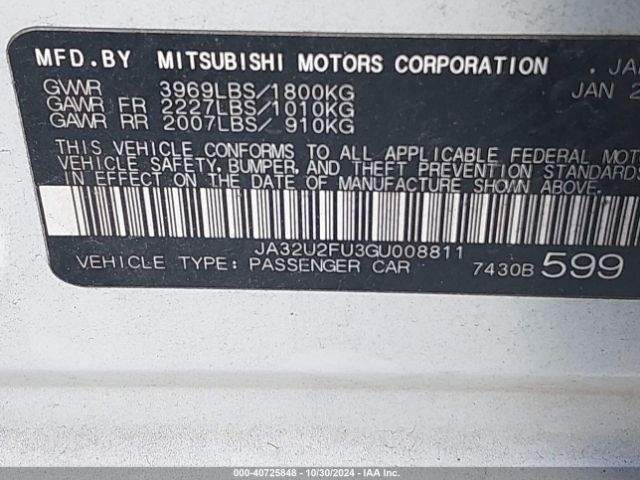 MFD.BY MITSUBISHI MOTORS CORPORATION
GVWR 3969LBS/1800KG JAN
GAWR FR 2227LBS/1010KG
GAWR RR 2007LBS/ 910KG
THIS VEHICLE CONFORMS TO ALL APPLICABLE FEDERAL
VEHICLE SAFETY, BUMPER, AND THEFT PREVENTION STANDARDS
IN EFFECT ON THE DATE OF MANUFACTURE SHOWN ABOVE.
JA32U2FU3GU008811
VEHICLE TYPE: PASSENGER CAR 7430B 599
000-40725848 - 10/30/2024 - IAA Inc.